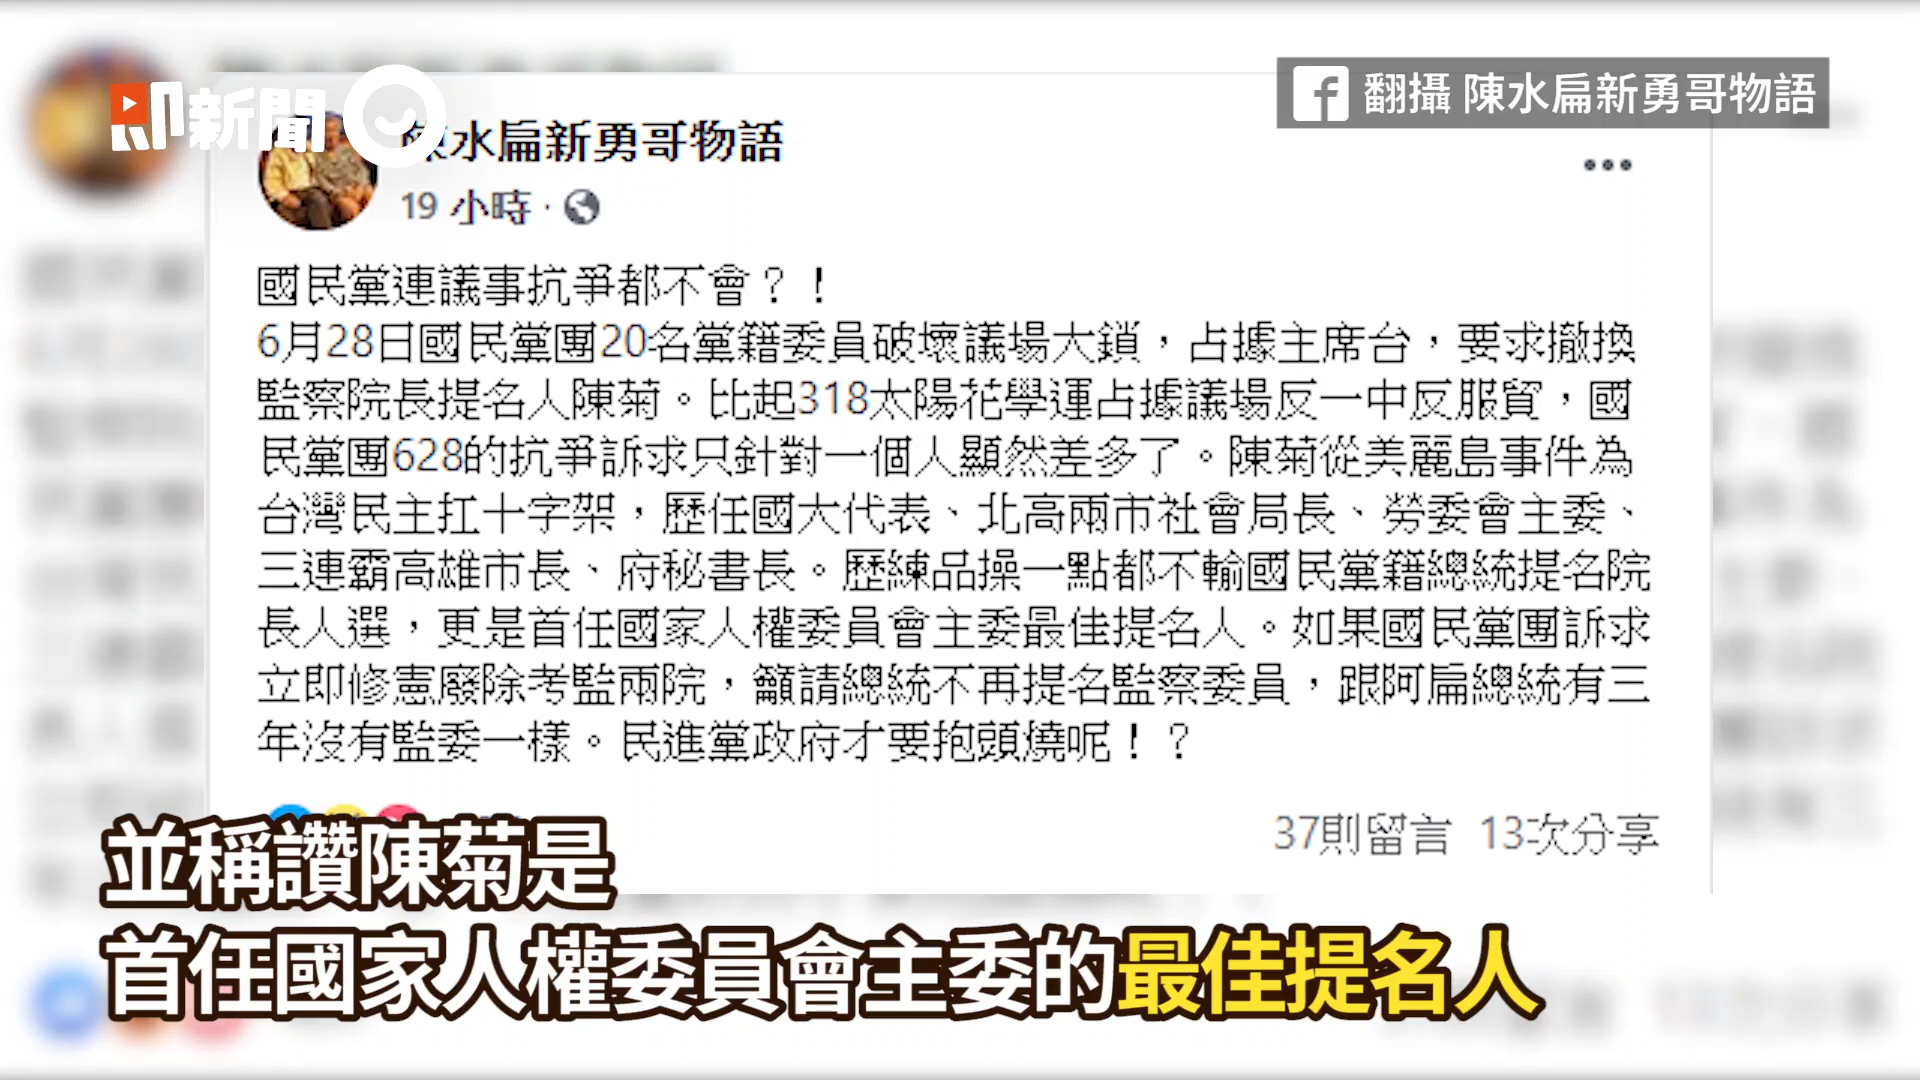 新聞
翻攝 陳水扁新勇哥物語
陳水扁新勇哥物語
19 小時
國民黨連議事抗爭都不會？！
6月28日國民黨團20名黨籍委員破壞議場大鎖，占據主席台，要求撤換
監察院長提名人陳菊。比起318太陽花學運占據議場反一中反服貿，國
民黨團628的抗爭訴求只針對一個人顯然差多了。陳菊從美麗島事件為
台灣民主扛十字架，歷任國大代表、北高兩市社會局長、勞委會主委、
三連霸高雄市長、府秘書長。歷練品操一點都不輸國民黨籍總統提名院
長人選，更是首任國家人權委員會主委最佳提名人。如果國民黨團訴求
立即修憲廢除考監兩院，籲請總統不再提名監察委員，跟阿扁總統有三
年沒有監委一樣。民進黨政府才要抱頭燒呢！？
37則留言 13次分享
並稱讚陳菊是
首任國家人權委員會主委的最佳提名人